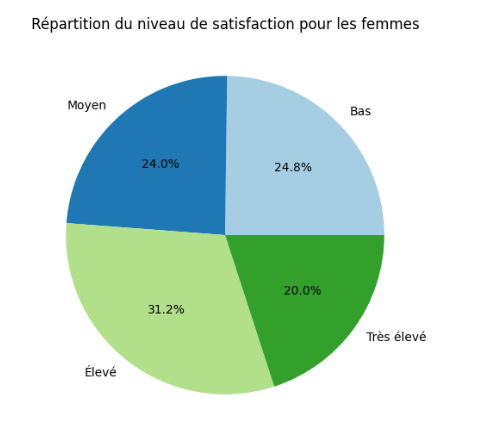 Répartition du niveau de satisfaction pour les femmes
Moyen
Bas
24.0%
24.8%
31.2%
20.0%
Très élevé
Élevé